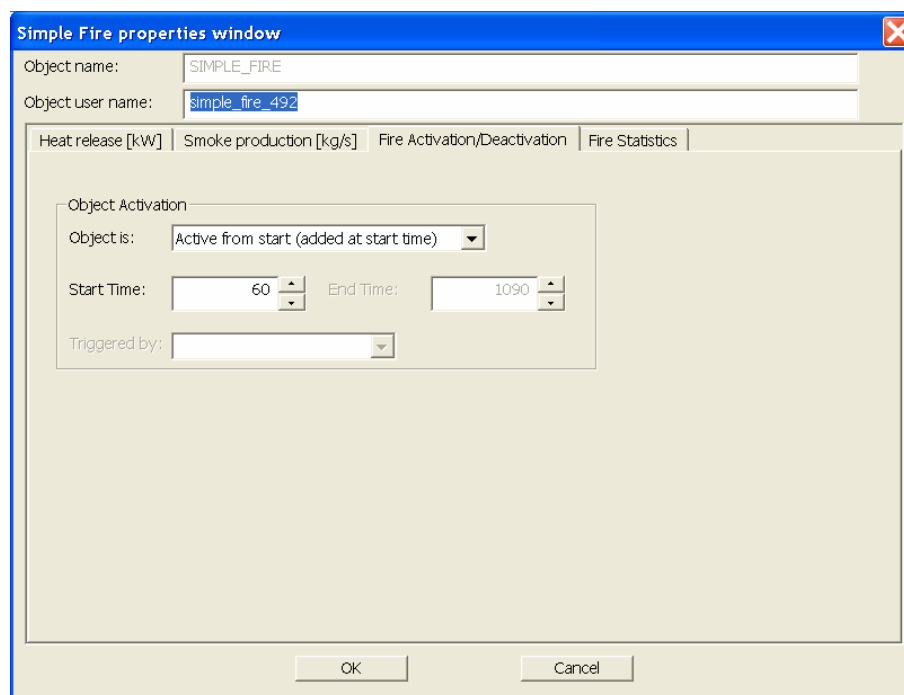 Simple Fire properties window
Object name: SIMPLE_FIRE
Object user name: simple_fire_492
Heat release [kW] Smoke production [kg/s] Fire Activation/Deactivation Fire Statistics
Object Activation
Object is: Active from start (added at start time)
Start Time: 60 End Time: 1090
Triggered by:
OK Cancel